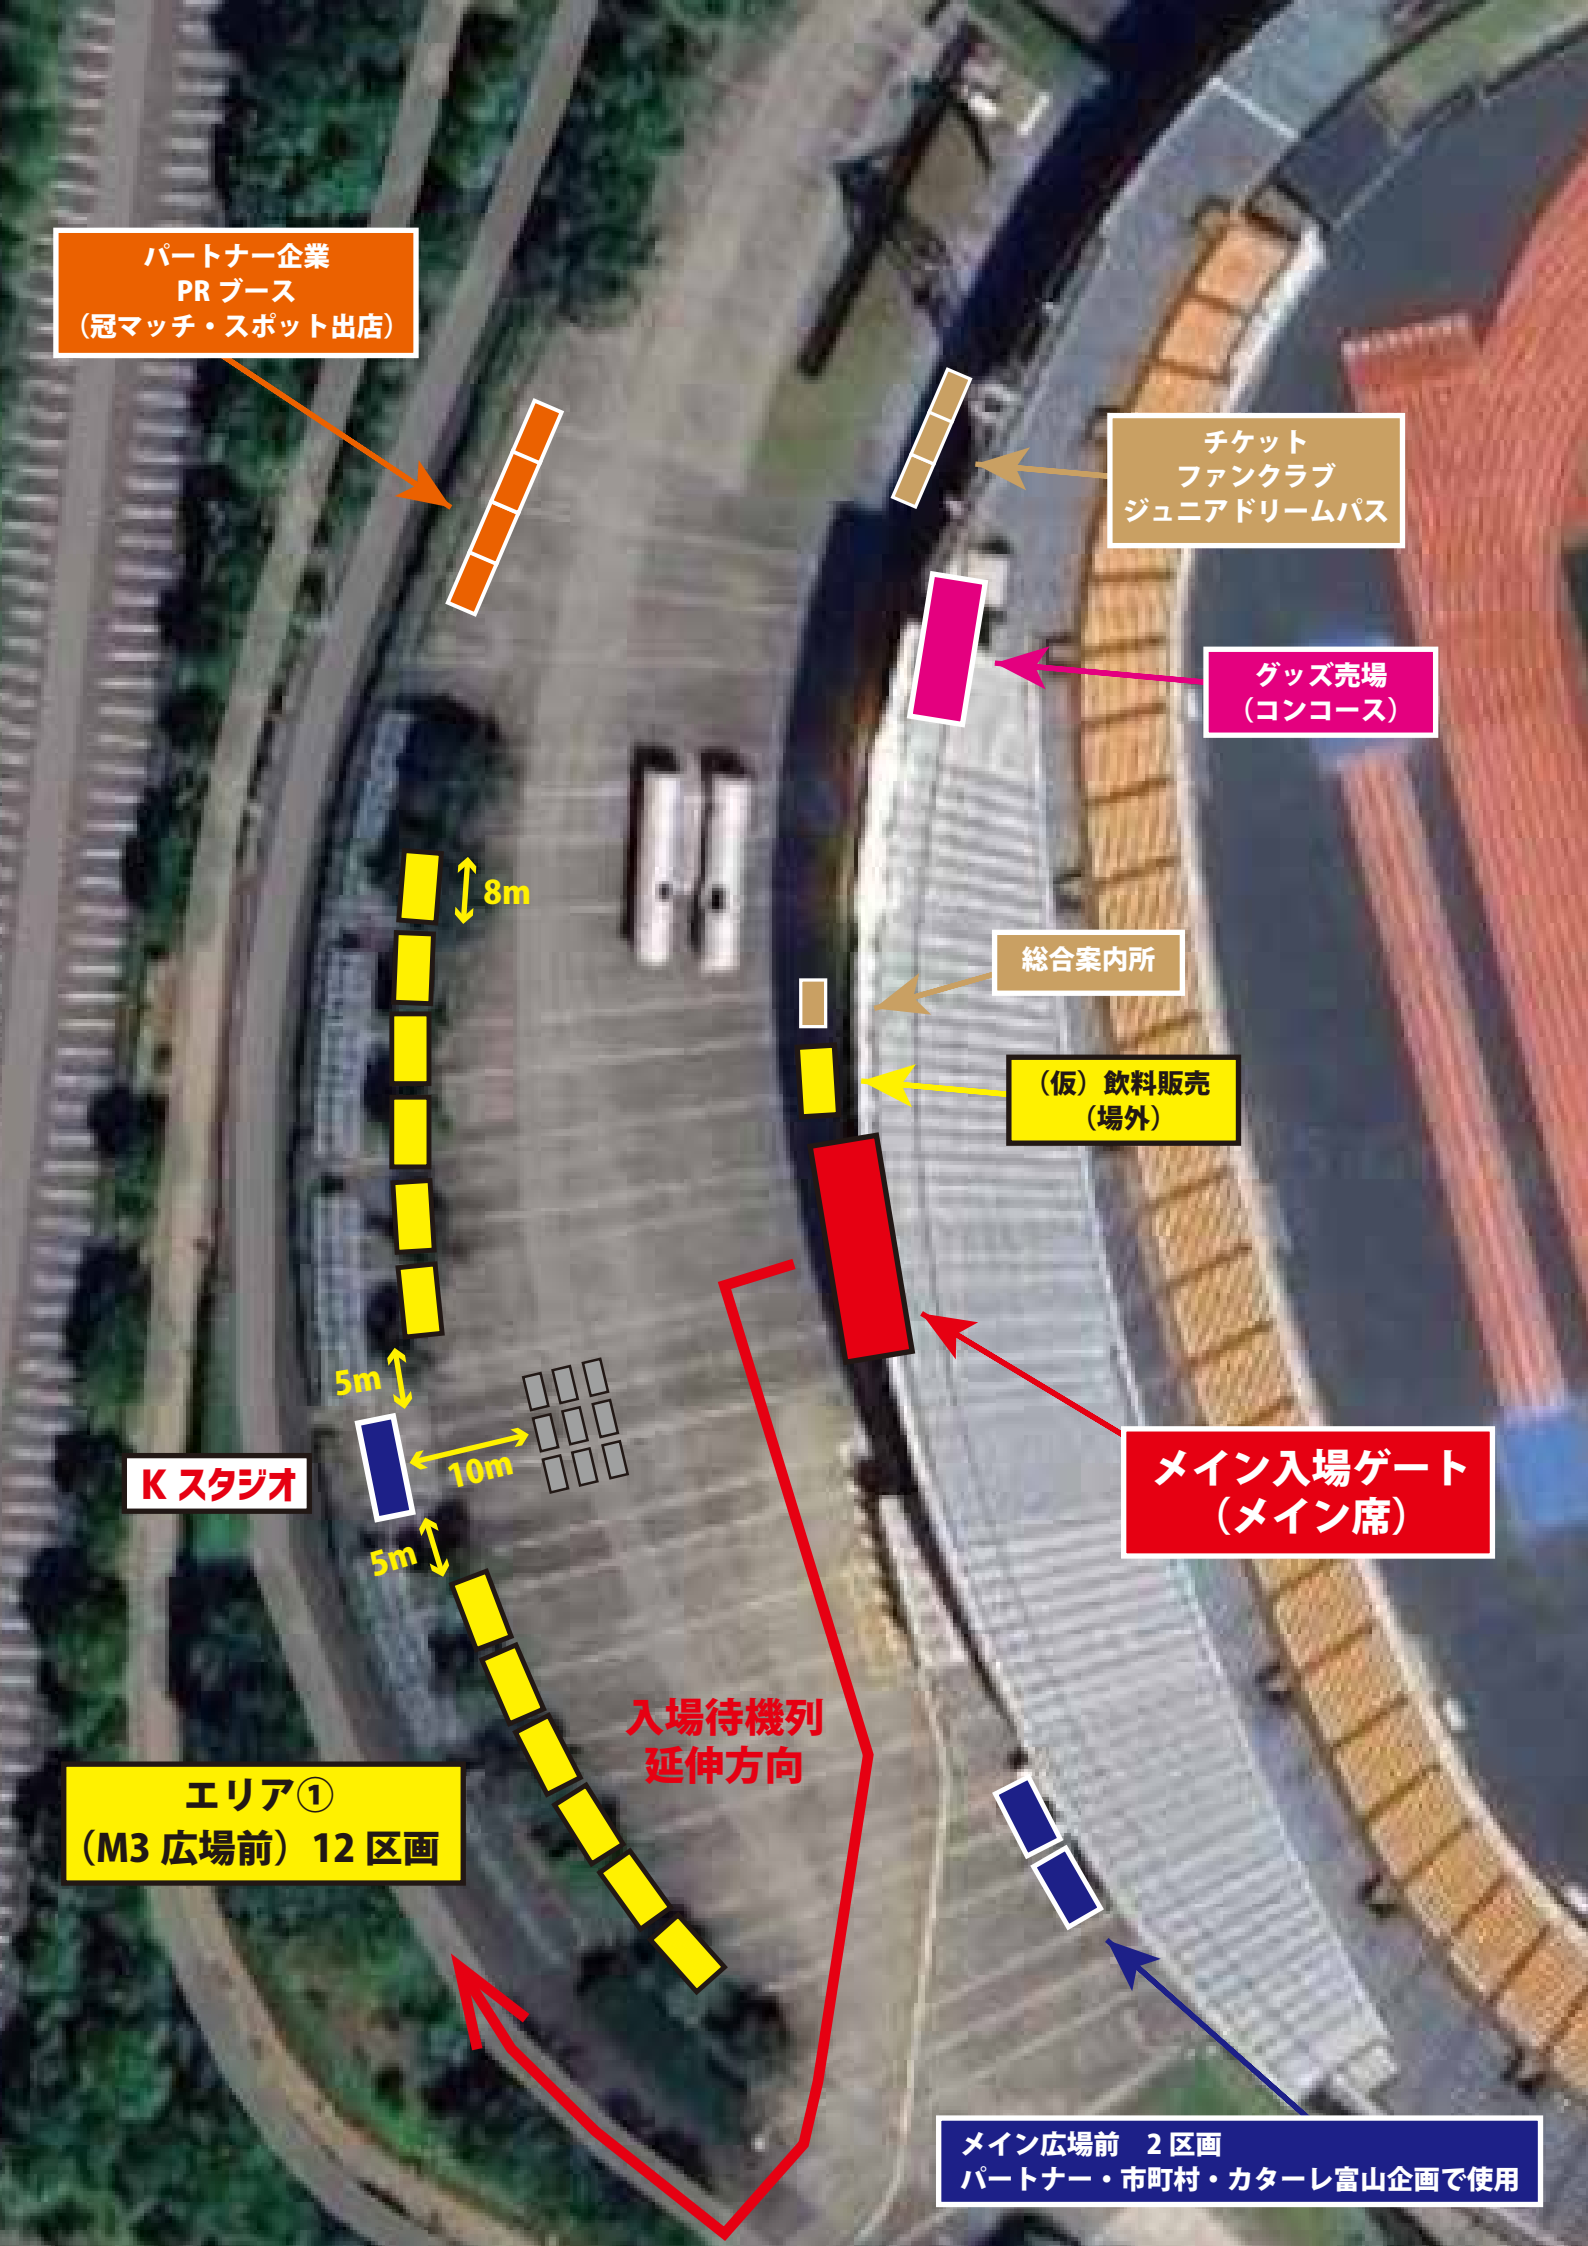 パートナー企業
PR ブース
（冠マッチ・スポット出店）
チケット
ファンクラブ
ジュニアドリームパス
グッズ売場
（コンコース）
8m
総合案内所
（仮）飲料販売
（場外）
5m
10m
K スタジオ
メイン入場ゲート
（メイン席）
5m
入場待機列
延伸方向
エリア①
（M3 広場前）12 区画
メイン広場前　2 区画
パートナー・市町村・カターレ富山企画で使用